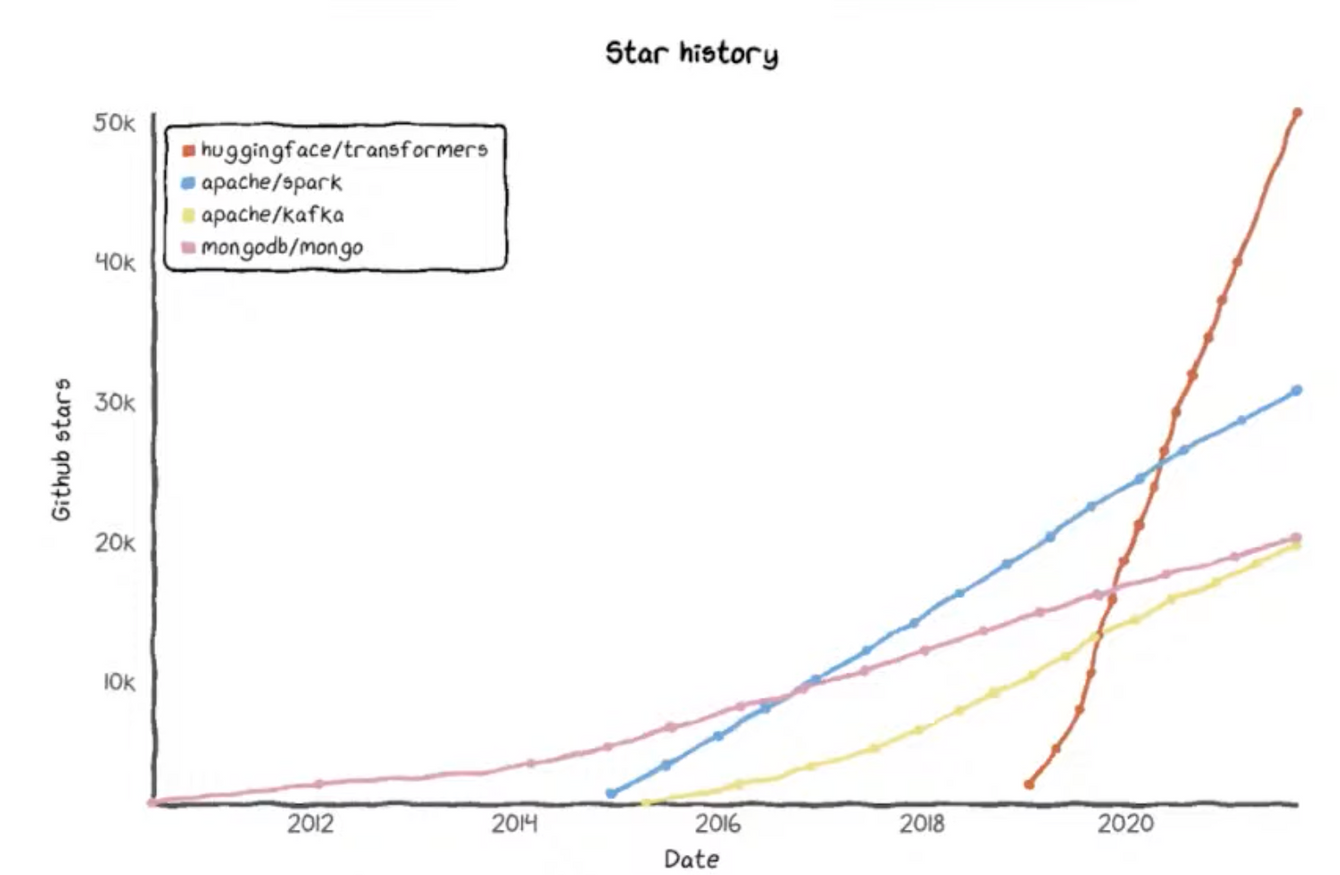 Star history
50k
huggingface/transformers
apache/spark
apache/kafka
mongodb/mongo
40k
30k
Github stars
20k
10k
2012 2014 2016 2018 2020
Date